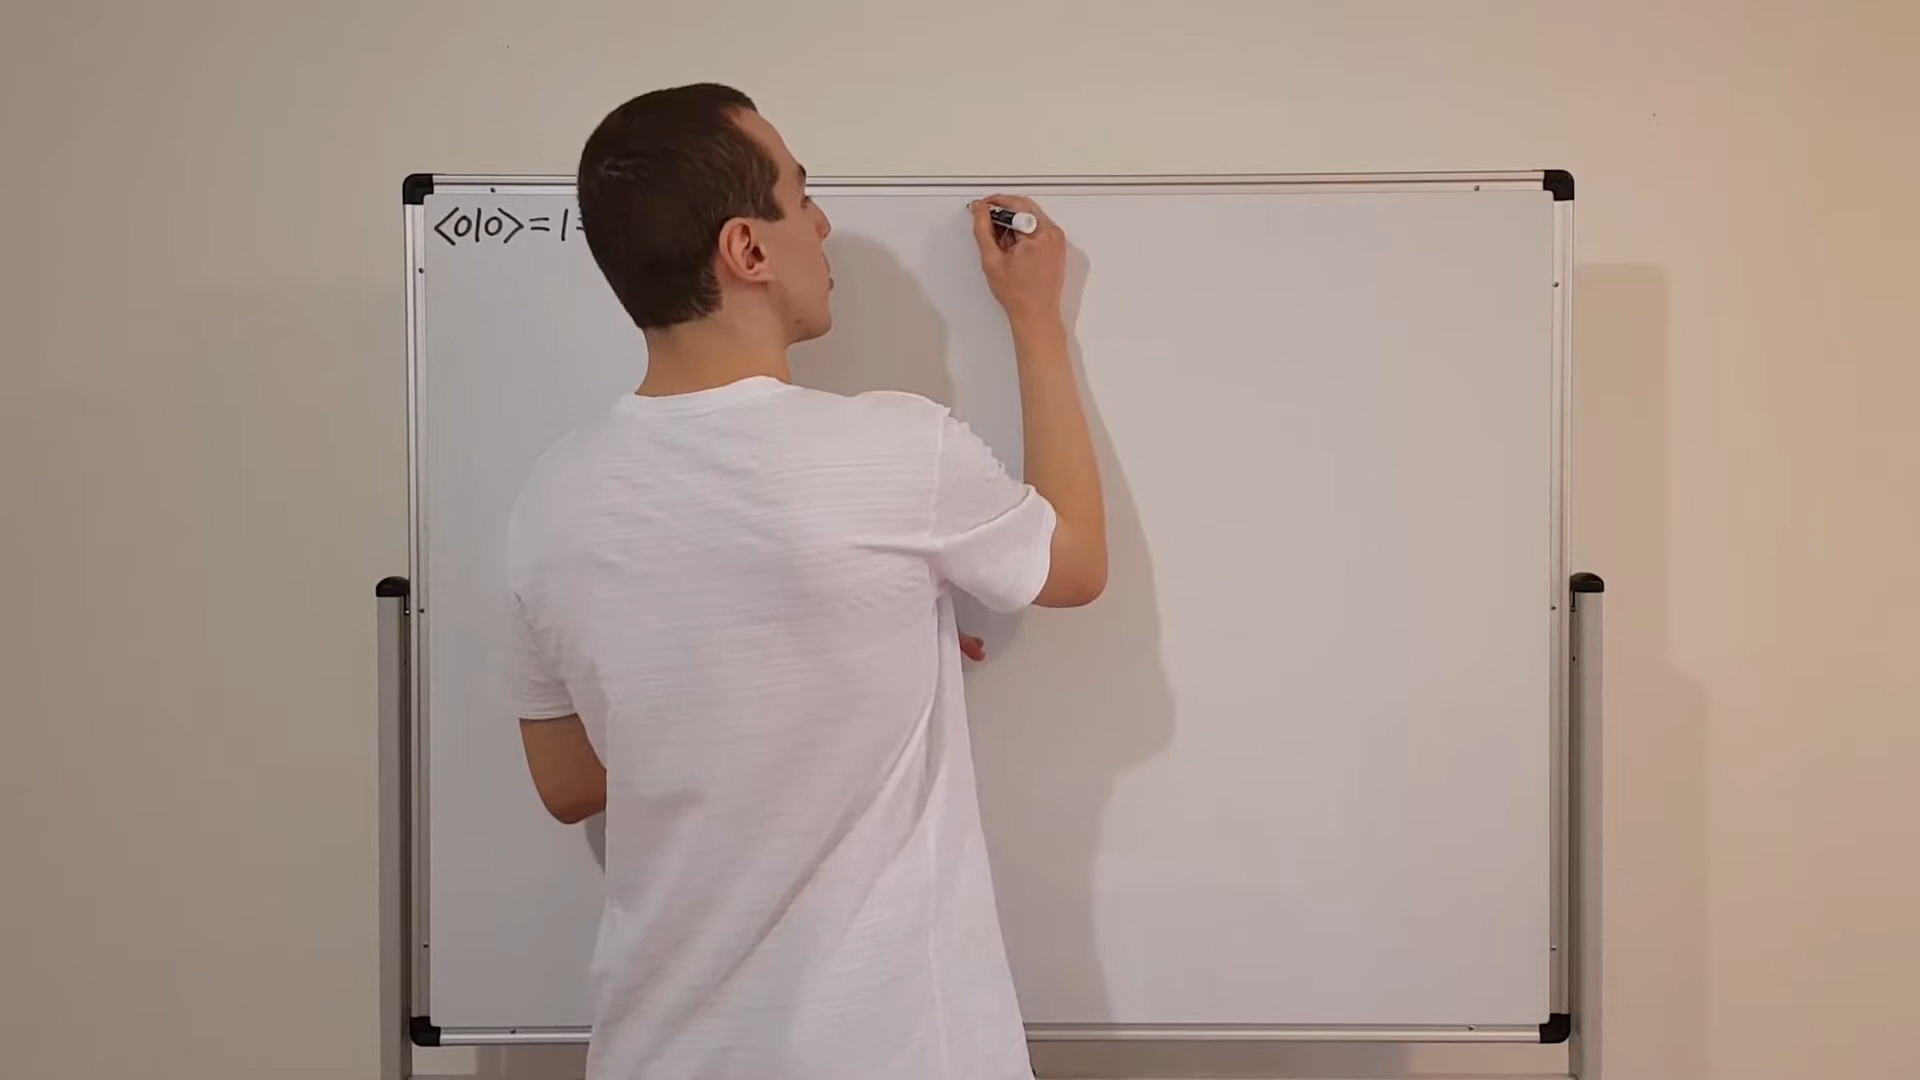 ⟨0|0⟩ = 1 =